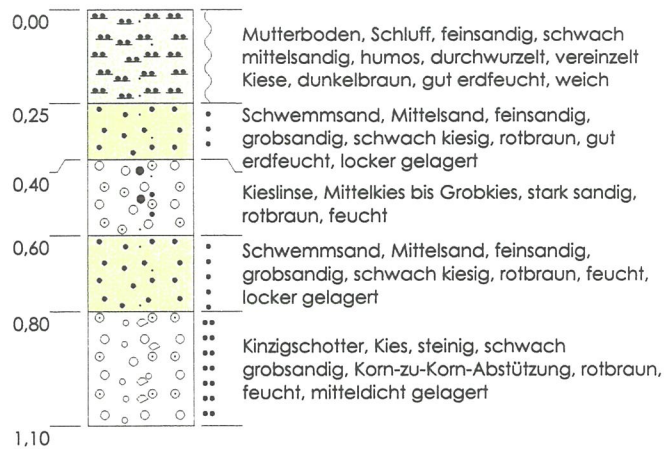 0,00
Mutterboden, Schluff, feinsandig, schwach
mittelsandig, humos, durchwurzelt, vereinzelt
Kiese, dunkelbraun, gut erdfeucht, weich
0,25
Schwemmsand, Mittelsand, feinsandig,
grobsandig, schwach kiesig, rotbraun, gut
erdfeucht, locker gelagert
0,40
Kieslinse, Mittelkies bis Grobkies, stark sandig,
rotbraun, feucht
0,60
Schwemmsand, Mittelsand, feinsandig,
grobsandig, schwach kiesig, rotbraun, feucht,
locker gelagert
0,80
Kinzigschotter, Kies, steinig, schwach
grobsandig, Korn-zu-Korn-Abstützung, rotbraun,
feucht, mitteldicht gelagert
1,10